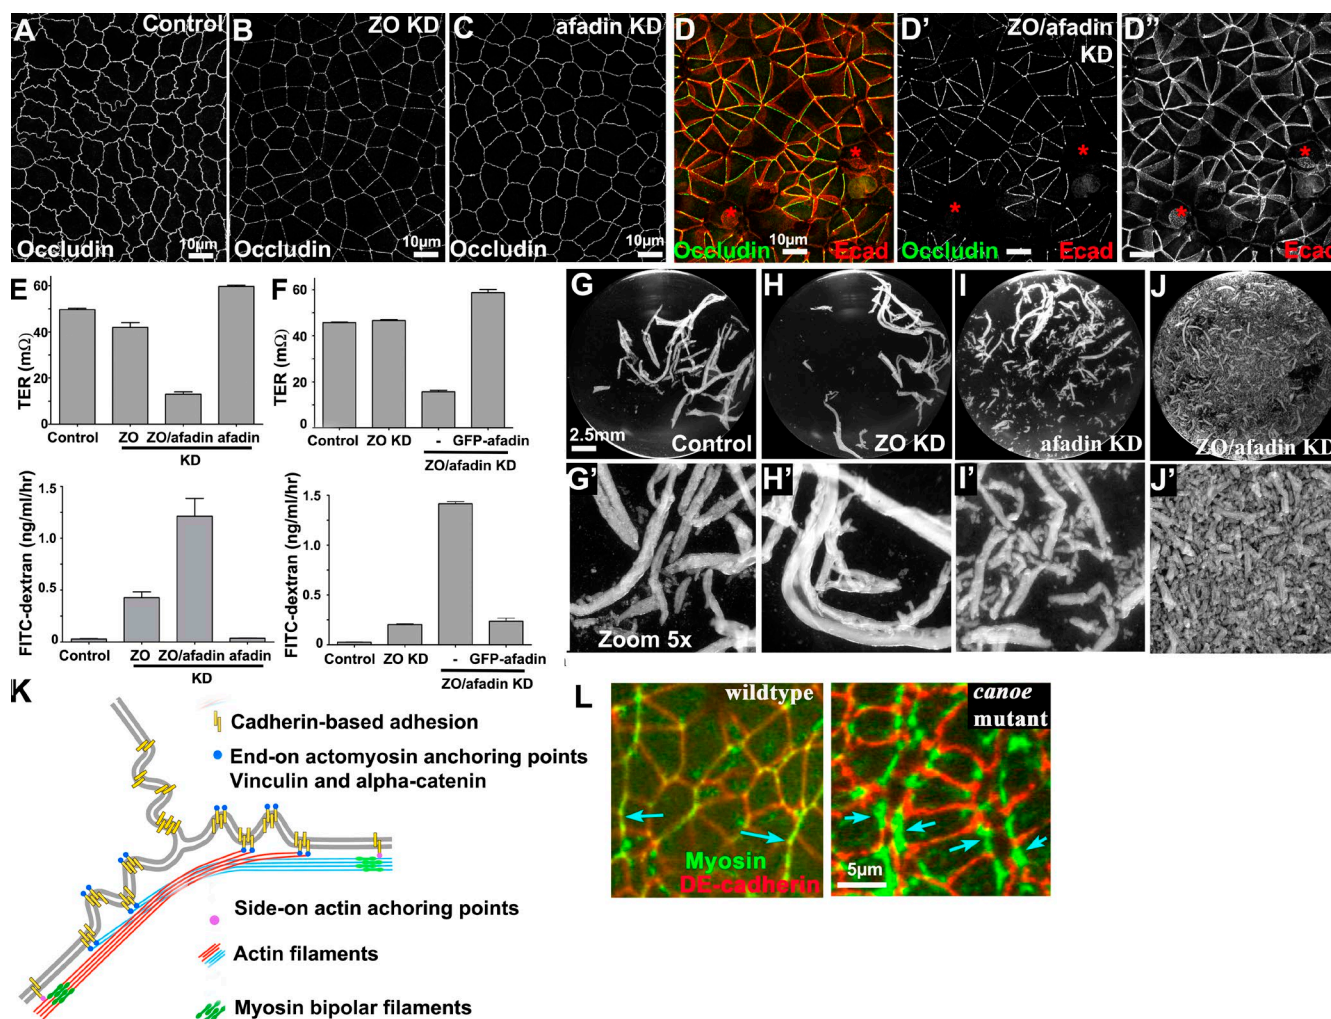 A
Control
Occludin
10μm
B
ZO KD
Occludin
10μm
C
afadin KD
Occludin
10μm
D
Occludin
10μm
Ecad
D'
ZO/afadin
KD
Occludin
Ecad
D"
Ecad
E
TER (mΩ)
60
40
20
0
Control
ZO
ZO/afadin
afadin
KD
FITC-dextran (ng/ml/hr)
1.5
1.0
0.5
0
Control
ZO
ZO/afadin
afadin
KD
F
TER (mΩ)
60
40
20
0
Control
ZO KD
-
GFP-afadin
ZO/afadin KD
FITC-dextran (ng/ml/hr)
1.5
1.0
0.5
0
Control
ZO KD
-
GFP-afadin
ZO/afadin KD
G
2.5mm
Control
H
ZO KD
I
afadin KD
J
ZO/afadin KD
G'
Zoom 5x
H'
I'
J'
K
Cadherin-based adhesion
End-on actomyosin anchoring points
Vinculin and alpha-catenin
Side-on actin achoring points
Actin filaments
Myosin bipolar filaments
L
wildtype
Myosin
DE-cadherin
canoe
mutant
5μm